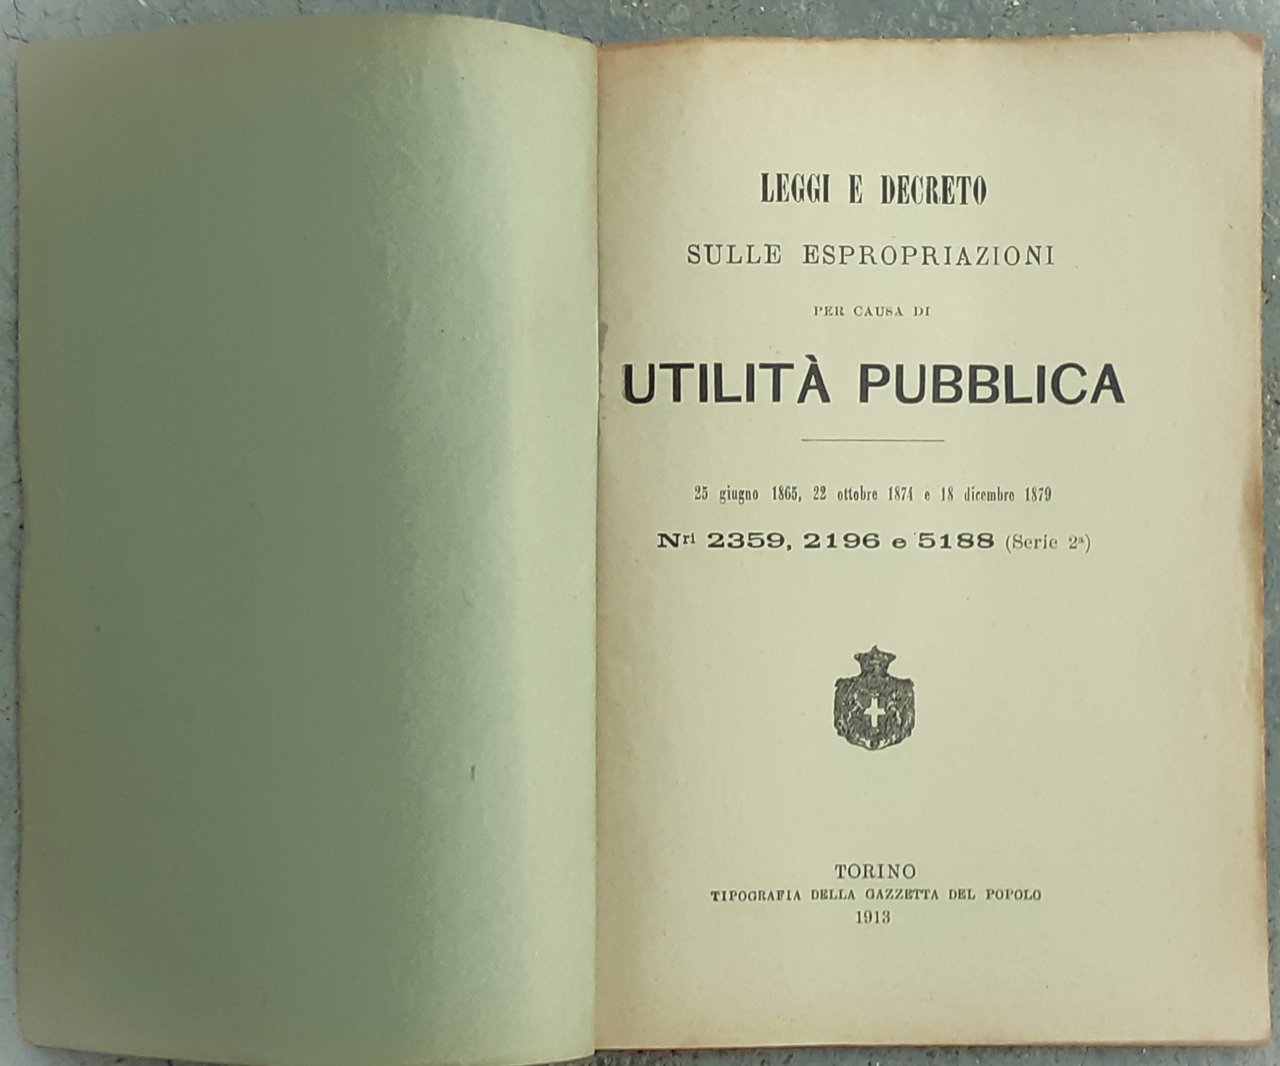 LEGGI E DECRETO
SULLE ESPROPRIAZIONI
PER CAUSA DI
UTILITÀ PUBBLICA
25 giugno 1865, 22 ottobre 1874 e 18 dicembre 1879
Nri 2359, 2196 e 5188 (Serie 2ª)
TORINO
TIPOGRAFIA DELLA GAZZETTA DEL POPOLO
1913